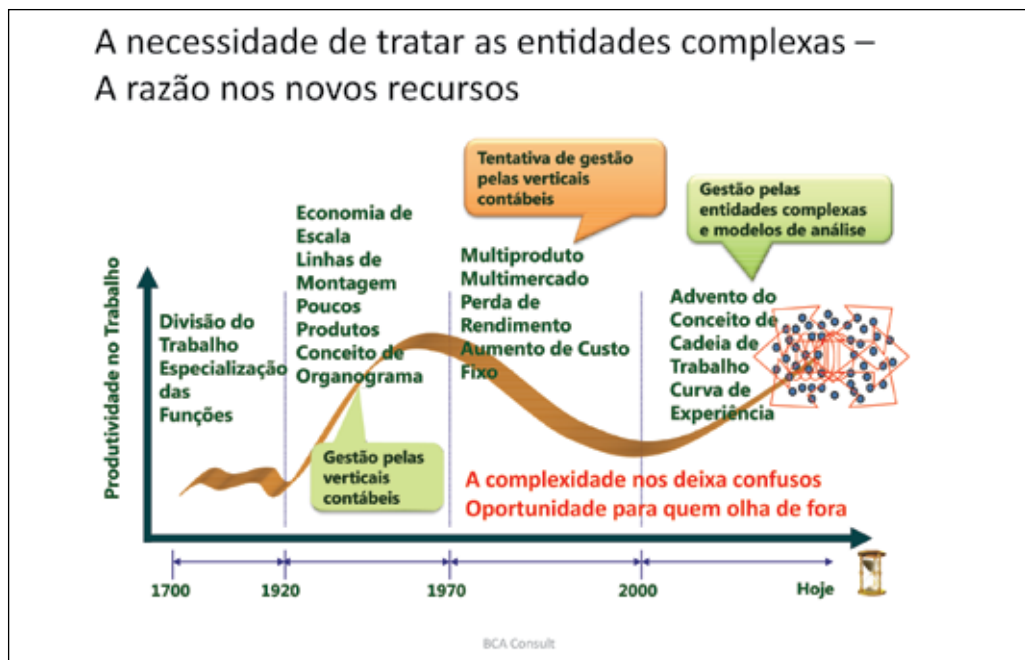 A necessidade de tratar as entidades complexas –
A razão nos novos recursos
Tentativa de gestão
pelas verticais
contábeis
Gestão pelas
entidades complexas
e modelos de análise
Produtividade no Trabalho
Divisão do
Trabalho
Especialização
das
Funções
Economia de
Escala
Linhas de
Montagem
Poucos
Produtos
Conceito de
Organograma
Multiproduto
Multimercado
Perda de
Rendimento
Aumento de Custo
Fixo
Advento do
Conceito de
Cadeia de
Trabalho
Curva de
Experiência
Gestão pelas
verticais
contábeis
A complexidade nos deixa confusos
Oportunidade para quem olha de fora
1700
1920
1970
2000
Hoje
BCA Consult